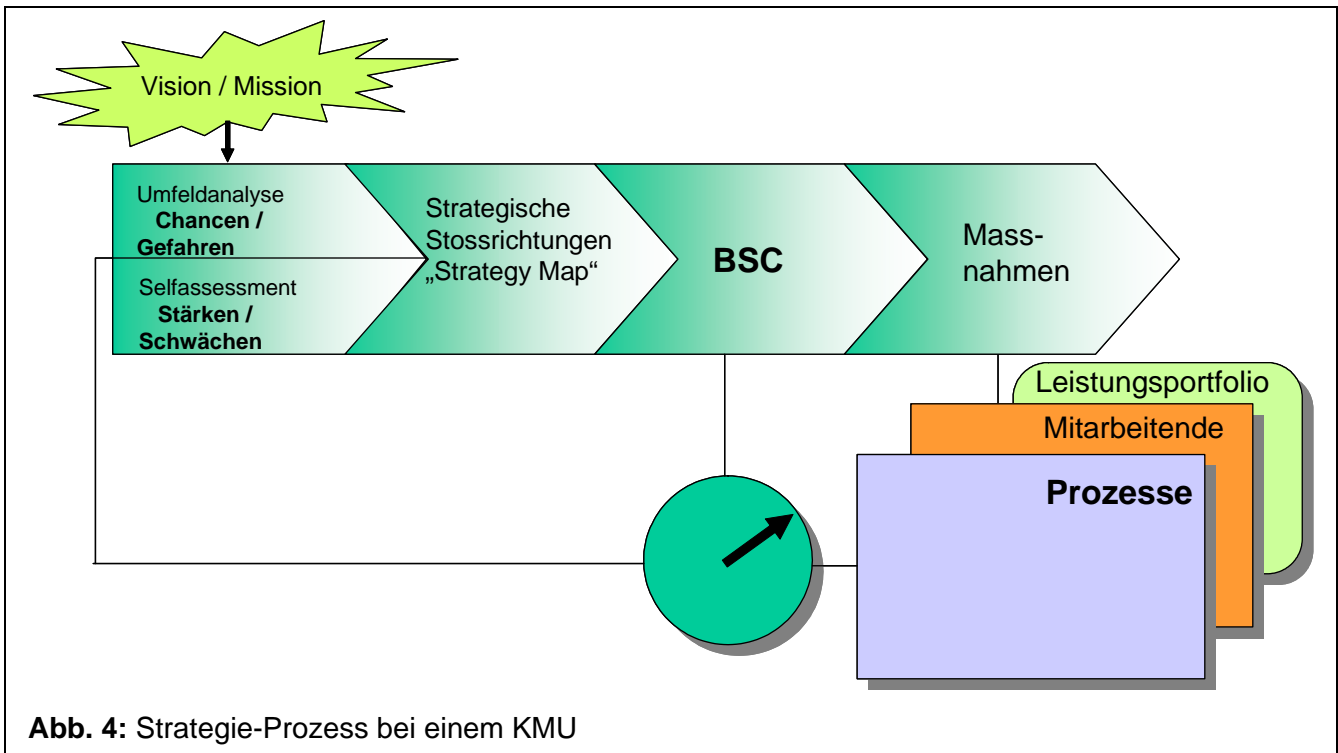 Vision / Mission
Umfeldanalyse
Chancen /
Gefahren
Selfassessment
Stärken /
Schwächen
Strategische
Stossrichtungen
„Strategy Map“
BSC
Mass-
nahmen
Leistungsportfolio
Mitarbeitende
Prozesse
Abb. 4: Strategie-Prozess bei einem KMU